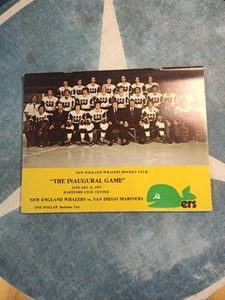 NEW ENGLAND WHALERS HOCKEY CLUB
"THE INAUGURAL GAME"
JANUARY 11, 1975
HARTFORD CIVIC CENTER
NEW ENGLAND WHALERS vs. SAN DIEGO MARINERS
ONE DOLLAR (Includes Tax)
ers